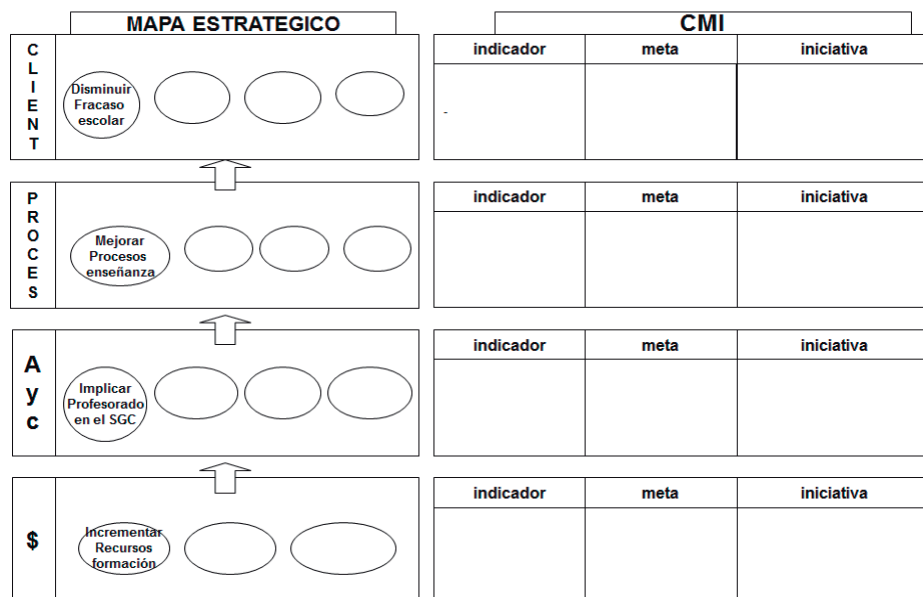 MAPA ESTRATEGICO
CMI
C
L
I
E
N
T
Disminuir
Fracaso
escolar
indicador meta iniciativa
-
P
R
O
C
E
S
Mejorar
Procesos
enseñanza
indicador meta iniciativa
A
y
c
Implicar
Profesorado
en el SGC
indicador meta iniciativa
$
Incrementar
Recursos
formación
indicador meta iniciativa